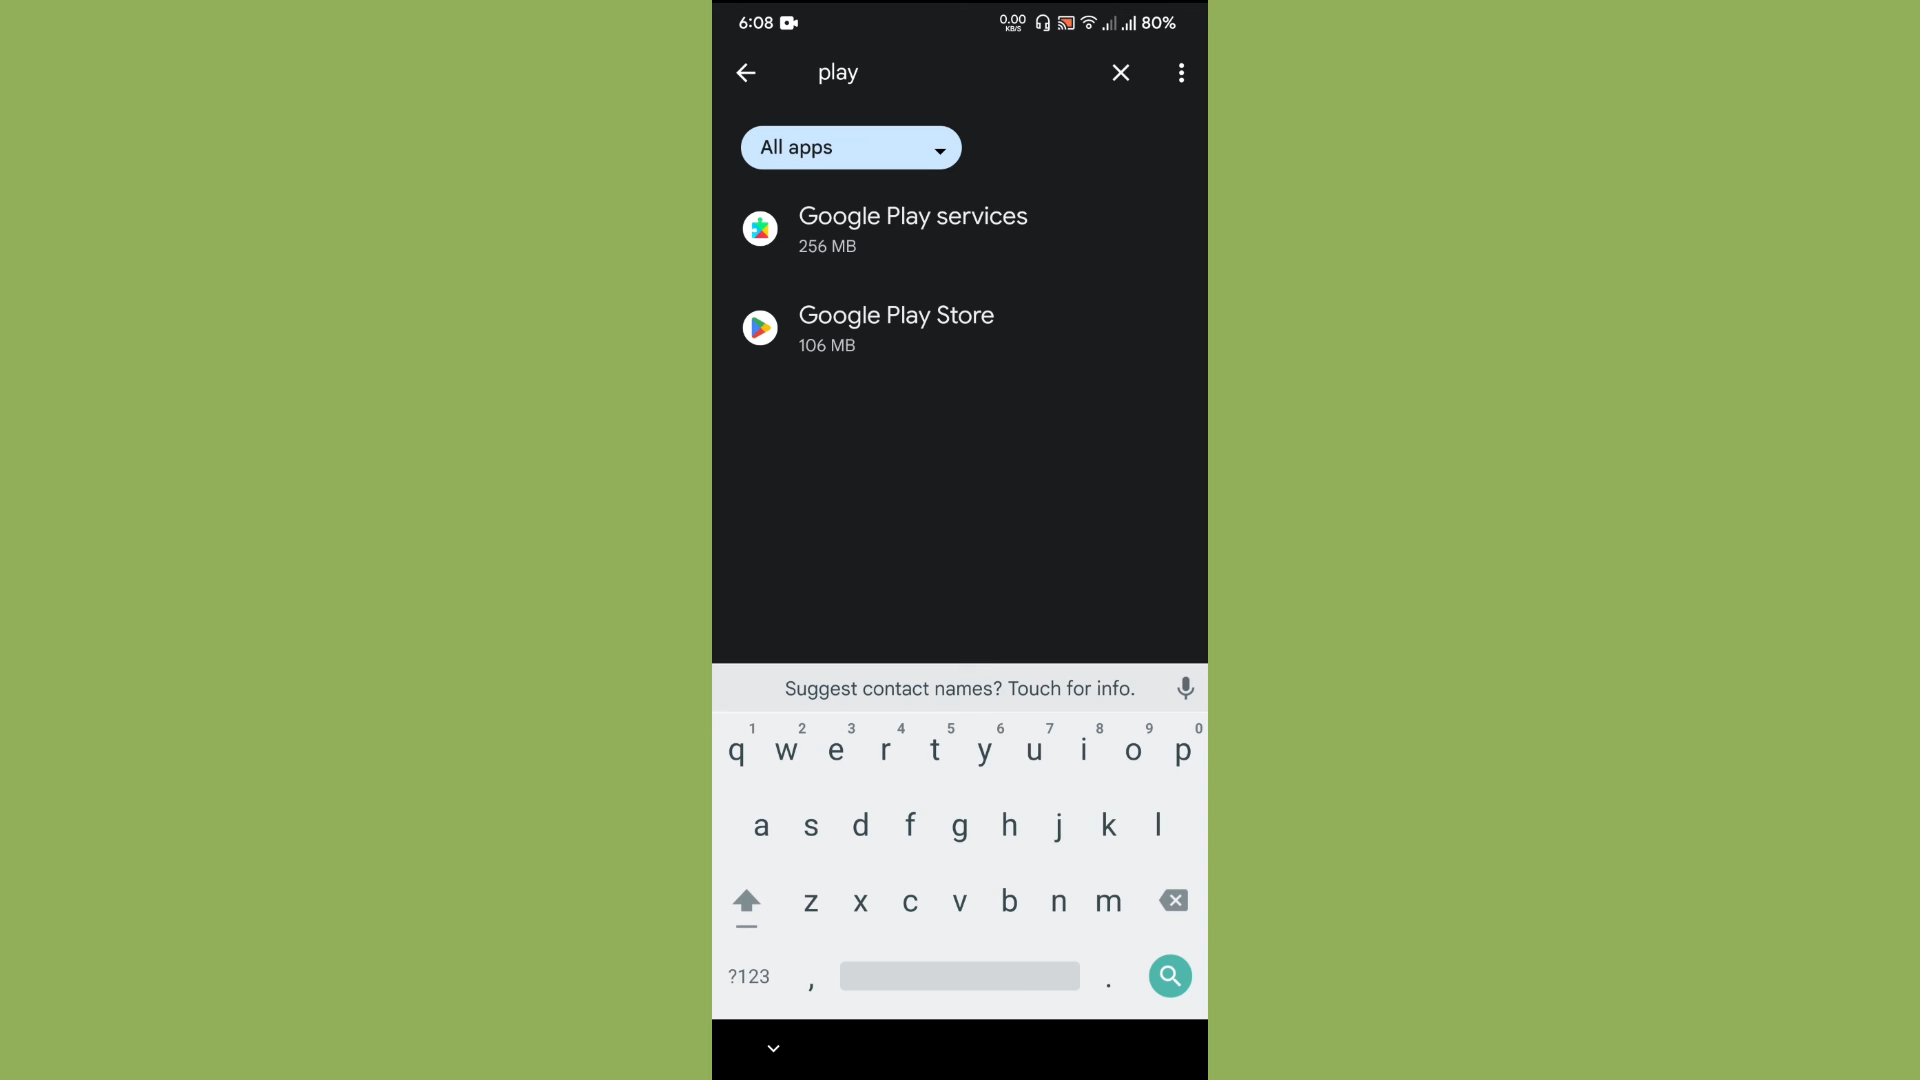 6:08 0.00 KB/S 80%
play
All apps
Google Play services
256 MB
Google Play Store
106 MB
Suggest contact names? Touch for info.
1 2 3 4 5 6 7 8 9 0
q w e r t y u i o p
a s d f g h j k l
z x c v b n m
?123 , .